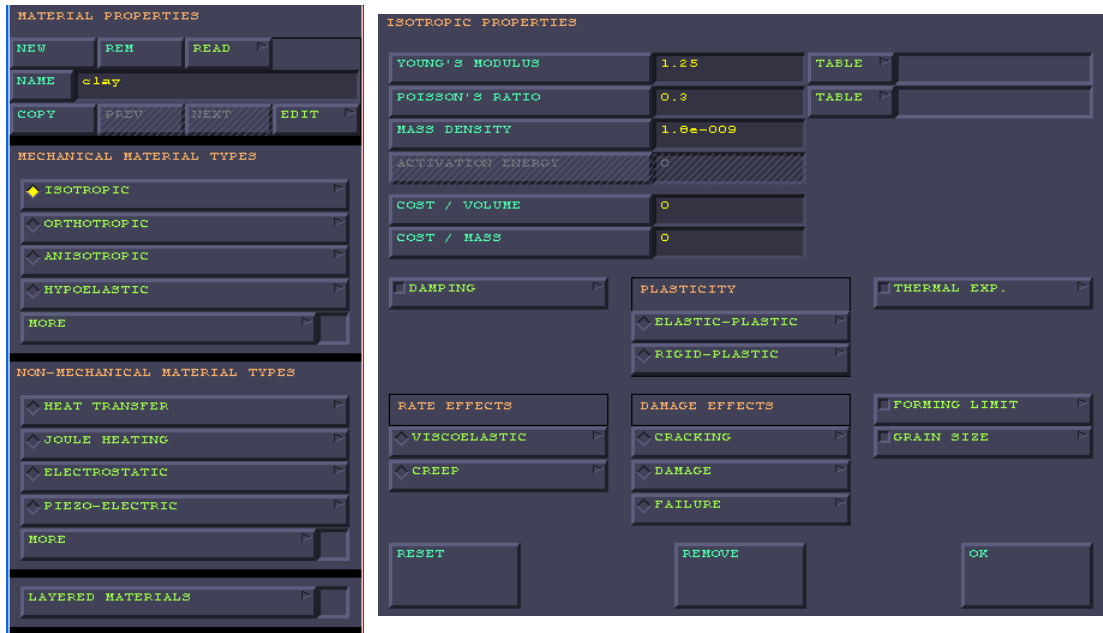 MATERIAL PROPERTIES
NEW REM READ
NAME clay
COPY PREV NEXT EDIT
MECHANICAL MATERIAL TYPES
ISOTROPIC
ORTHOTROPIC
ANISOTROPIC
HYPOELASTIC
MORE
NON-MECHANICAL MATERIAL TYPES
HEAT TRANSFER
JOULE HEATING
ELECTROSTATIC
PIEZO-ELECTRIC
MORE
LAYERED MATERIALS
ISOTROPIC PROPERTIES
YOUNG'S MODULUS 1.25 TABLE
POISSON'S RATIO 0.3 TABLE
MASS DENSITY 1.8e-009
ACTIVATION ENERGY 0
COST / VOLUME 0
COST / MASS 0
DAMPING PLASTICITY THERMAL EXP.
ELASTIC-PLASTIC
RIGID-PLASTIC
RATE EFFECTS DAMAGE EFFECTS FORMING LIMIT
VISCOELASTIC CRACKING GRAIN SIZE
CREEP DAMAGE
FAILURE
RESET REMOVE OK